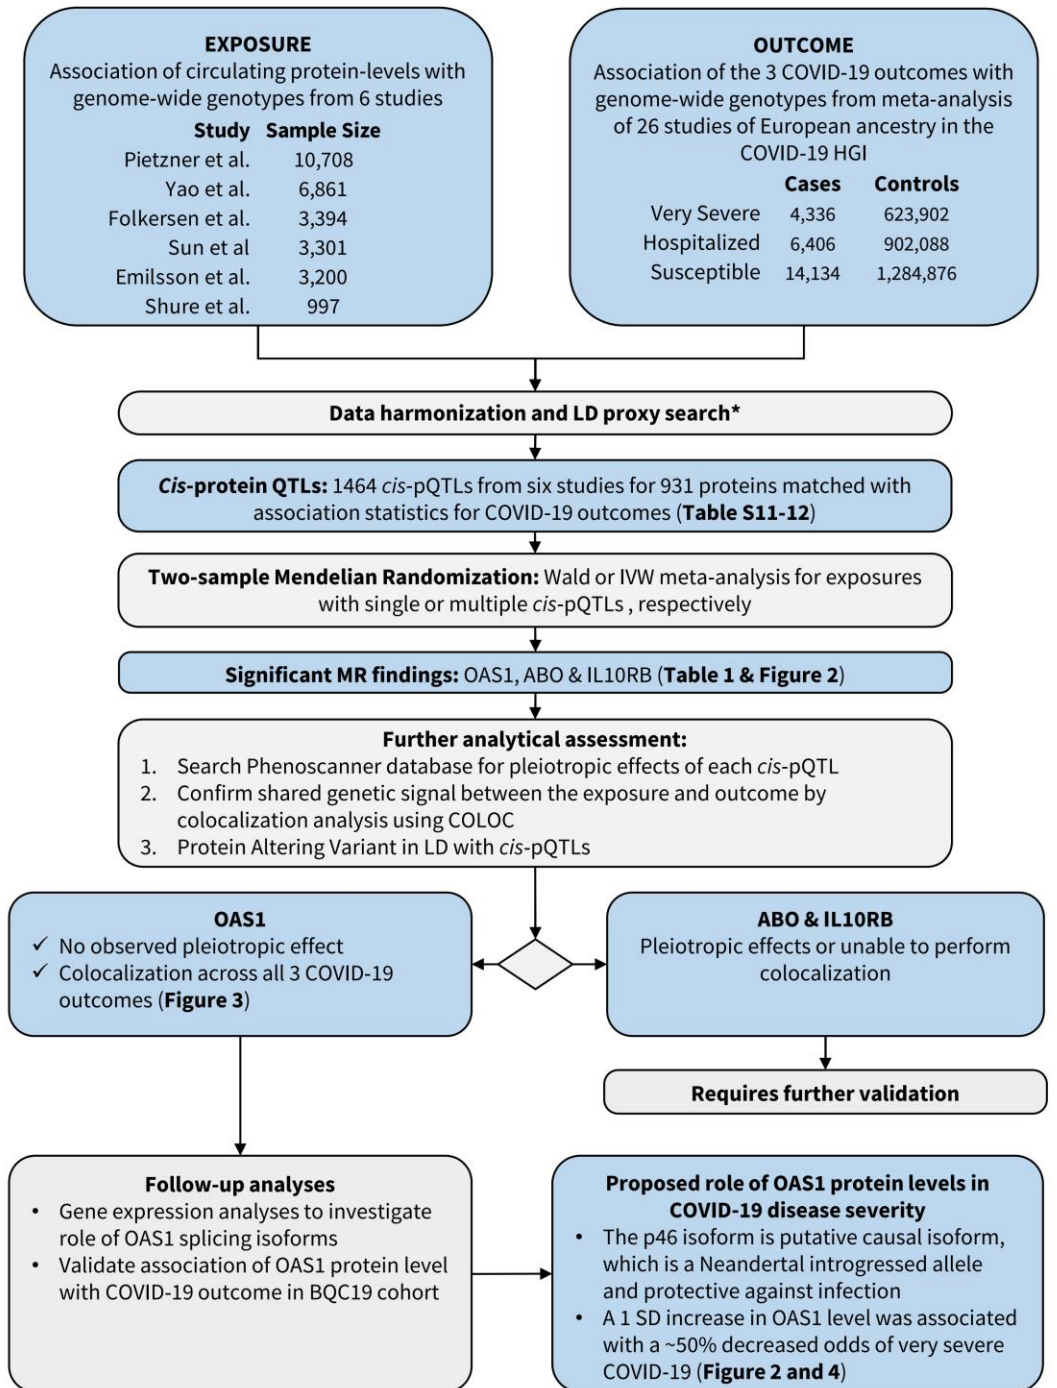 EXPOSURE
Association of circulating protein-levels with
genome-wide genotypes from 6 studies
Study Sample Size
Pietzner et al. 10,708
Yao et al. 6,861
Folkersen et al. 3,394
Sun et al 3,301
Emilsson et al. 3,200
Shure et al. 997
OUTCOME
Association of the 3 COVID-19 outcomes with
genome-wide genotypes from meta-analysis
of 26 studies of European ancestry in the
COVID-19 HGI
Cases Controls
Very Severe 4,336 623,902
Hospitalized 6,406 902,088
Susceptible 14,134 1,284,876
Data harmonization and LD proxy search*
Cis-protein QTLs: 1464 cis-pQTLs from six studies for 931 proteins matched with
association statistics for COVID-19 outcomes (Table S11-12)
Two-sample Mendelian Randomization: Wald or IVW meta-analysis for exposures
with single or multiple cis-pQTLs , respectively
Significant MR findings: OAS1, ABO & IL10RB (Table 1 & Figure 2)
Further analytical assessment:
1. Search Phenoscanner database for pleiotropic effects of each cis-pQTL
2. Confirm shared genetic signal between the exposure and outcome by
colocalization analysis using COLOC
3. Protein Altering Variant in LD with cis-pQTLs
OAS1
✓ No observed pleiotropic effect
✓ Colocalization across all 3 COVID-19
outcomes (Figure 3)
ABO & IL10RB
Pleiotropic effects or unable to perform
colocalization
Requires further validation
Follow-up analyses
• Gene expression analyses to investigate
role of OAS1 splicing isoforms
• Validate association of OAS1 protein level
with COVID-19 outcome in BQC19 cohort
Proposed role of OAS1 protein levels in
COVID-19 disease severity
• The p46 isoform is putative causal isoform,
which is a Neandertal introgressed allele
and protective against infection
• A 1 SD increase in OAS1 level was associated
with a ~50% decreased odds of very severe
COVID-19 (Figure 2 and 4)